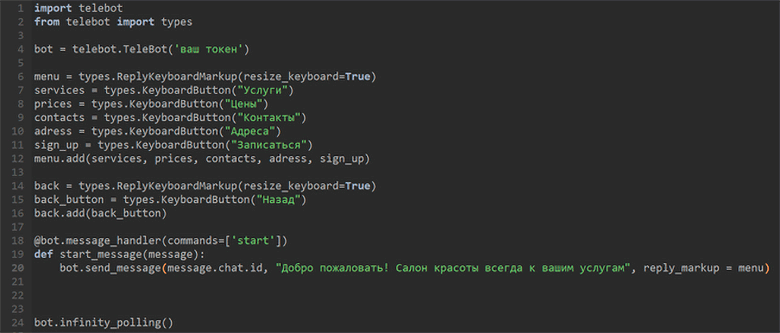 1 import telebot
2 from telebot import types
3
4 bot = telebot.TeleBot('ваш токен')
5
6 menu = types.ReplyKeyboardMarkup(resize_keyboard=True)
7 services = types.KeyboardButton("Услуги")
8 prices = types.KeyboardButton("Цены")
9 contacts = types.KeyboardButton("Контакты")
10 adress = types.KeyboardButton("Адреса")
11 sign_up = types.KeyboardButton("Записаться")
12 menu.add(services, prices, contacts, adress, sign_up)
13
14 back = types.ReplyKeyboardMarkup(resize_keyboard=True)
15 back_button = types.KeyboardButton("Назад")
16 back.add(back_button)
17
18 @bot.message_handler(commands=['start'])
19 def start_message(message):
20     bot.send_message(message.chat.id, "Добро пожаловать! Салон красоты всегда к вашим услугам", reply_markup = menu)
21
22
23
24 bot.infinity_polling()